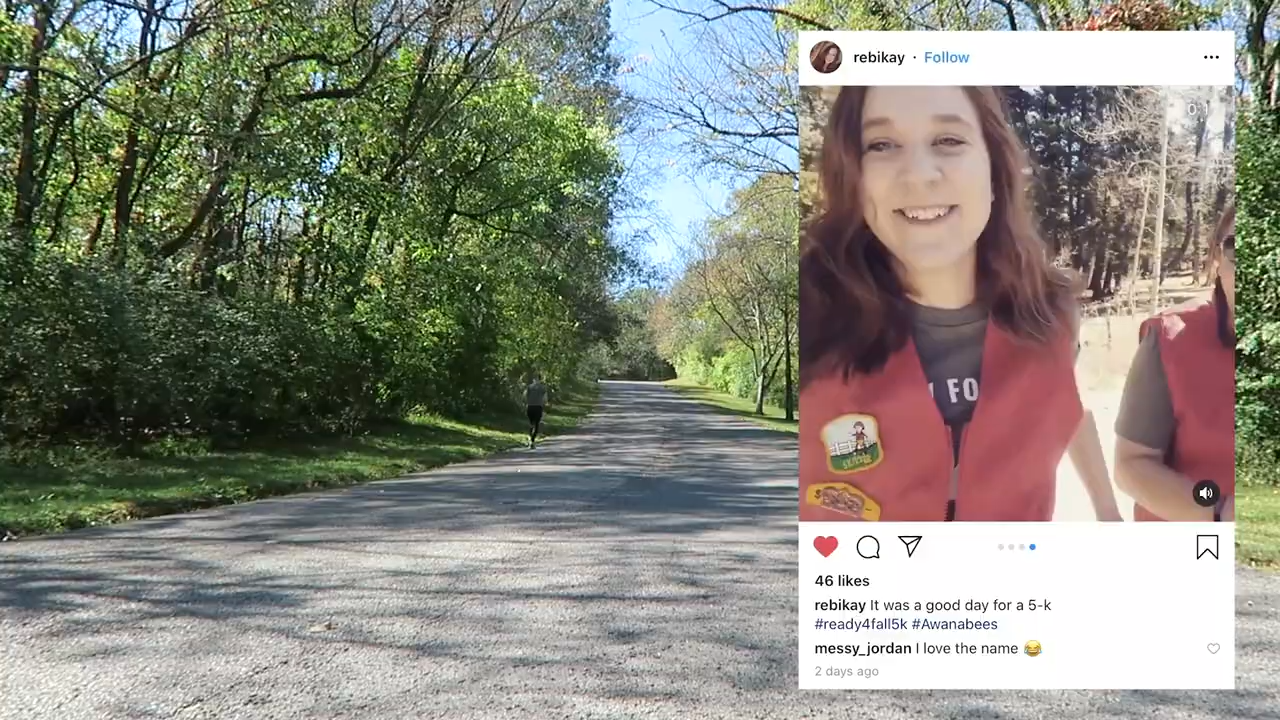 rebikay · Follow
FO
46 likes
rebikay It was a good day for a 5-k
#ready4fall5k #Awanabees
messy_jordan I love the name 😂
2 days ago